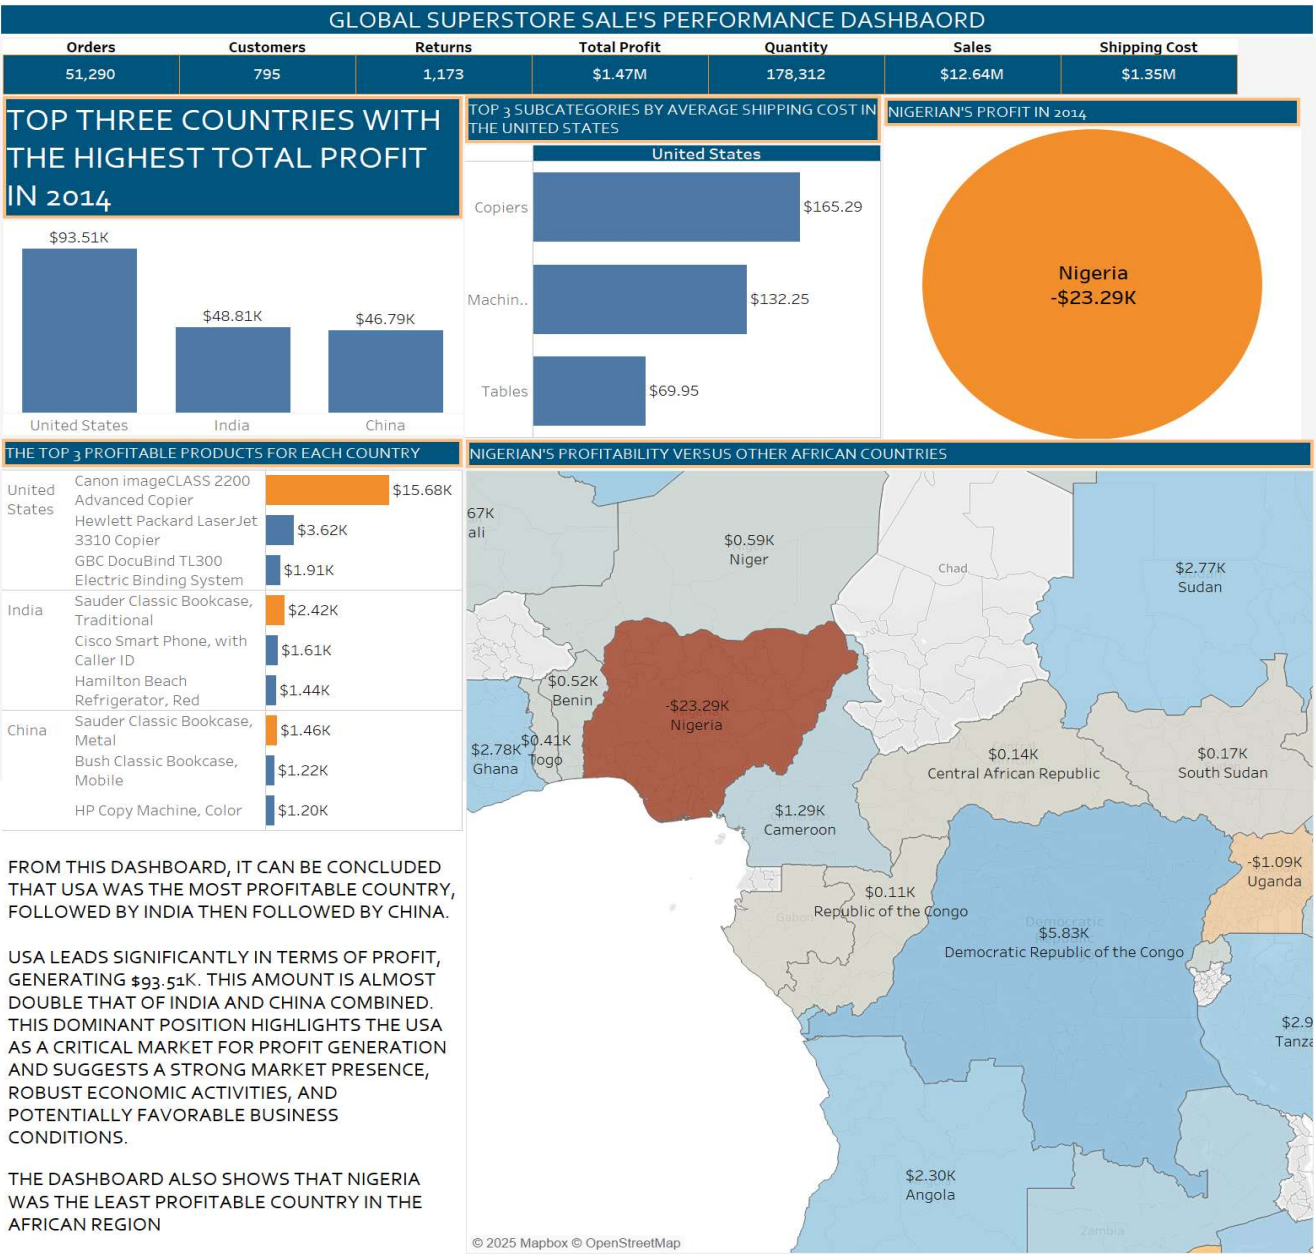 GLOBAL SUPERSTORE SALE'S PERFORMANCE DASHBAORD
Orders Customers Returns Total Profit Quantity Sales Shipping Cost
51,290 795 1,173 $1.47M 178,312 $12.64M $1.35M
TOP THREE COUNTRIES WITH
THE HIGHEST TOTAL PROFIT
IN 2014
$93.51K
$48.81K
$46.79K
United States India China
TOP 3 SUBCATEGORIES BY AVERAGE SHIPPING COST IN
THE UNITED STATES
United States
Copiers $165.29
Machin.. $132.25
Tables $69.95
NIGERIAN'S PROFIT IN 2014
Nigeria
-$23.29K
THE TOP 3 PROFITABLE PRODUCTS FOR EACH COUNTRY
United
States
Canon imageCLASS 2200
Advanced Copier
$15.68K
Hewlett Packard LaserJet
3310 Copier
$3.62K
GBC DocuBind TL300
Electric Binding System
$1.91K
India
Sauder Classic Bookcase,
Traditional
$2.42K
Cisco Smart Phone, with
Caller ID
$1.61K
Hamilton Beach
Refrigerator, Red
$1.44K
China
Sauder Classic Bookcase,
Metal
$1.46K
Bush Classic Bookcase,
Mobile
$1.22K
HP Copy Machine, Color
$1.20K
FROM THIS DASHBOARD, IT CAN BE CONCLUDED
THAT USA WAS THE MOST PROFITABLE COUNTRY,
FOLLOWED BY INDIA THEN FOLLOWED BY CHINA.
USA LEADS SIGNIFICANTLY IN TERMS OF PROFIT,
GENERATING $93.51K. THIS AMOUNT IS ALMOST
DOUBLE THAT OF INDIA AND CHINA COMBINED.
THIS DOMINANT POSITION HIGHLIGHTS THE USA
AS A CRITICAL MARKET FOR PROFIT GENERATION
AND SUGGESTS A STRONG MARKET PRESENCE,
ROBUST ECONOMIC ACTIVITIES, AND
POTENTIALLY FAVORABLE BUSINESS
CONDITIONS.
THE DASHBOARD ALSO SHOWS THAT NIGERIA
WAS THE LEAST PROFITABLE COUNTRY IN THE
AFRICAN REGION
NIGERIAN'S PROFITABILITY VERSUS OTHER AFRICAN COUNTRIES
67K
ali
$0.59K
Niger
Chad
$2.77K
Sudan
$0.52K
Benin
-$23.29K
Nigeria
$2.78K
Ghana
$0.41K
Togo
$0.14K
Central African Republic
$0.17K
South Sudan
$1.29K
Cameroon
-$1.09K
Uganda
Gabon
$0.11K
Republic of the Congo
Democratic
$5.83K
Democratic Republic of the Congo
$2.9
Tanza
$2.30K
Angola
Zambia
© 2025 Mapbox © OpenStreetMap